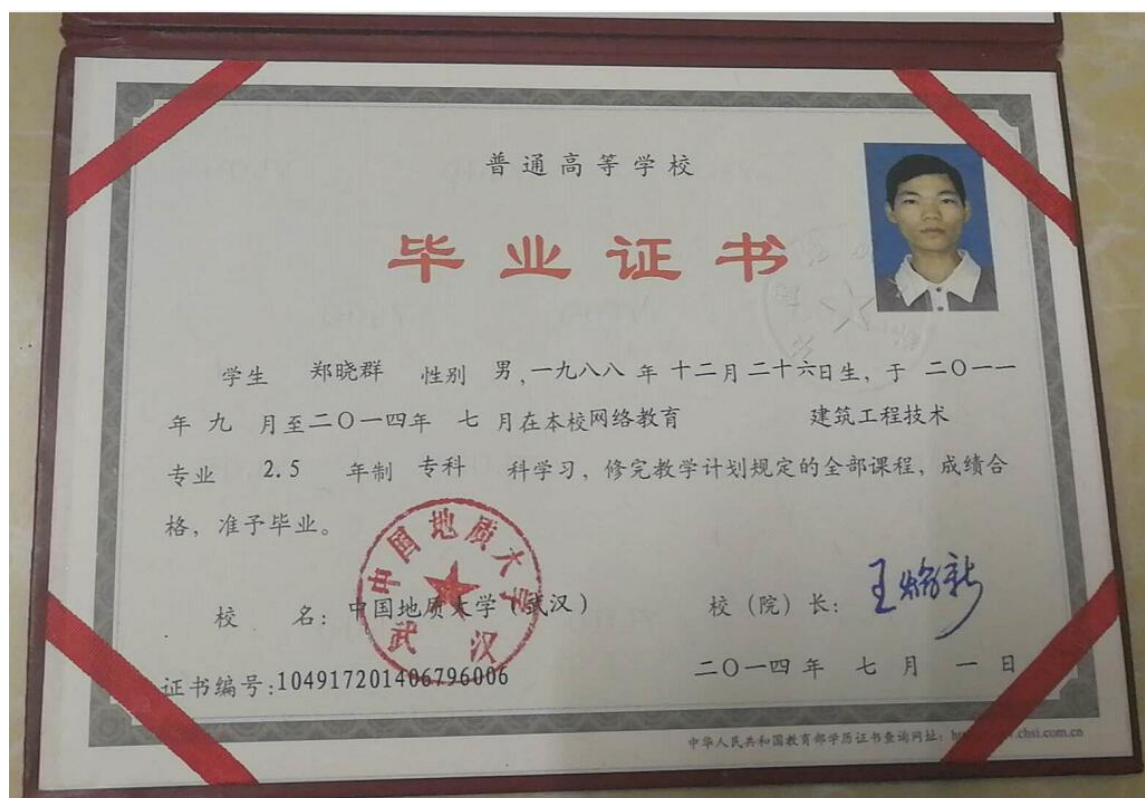 普通高等学校
毕业证书
学生 郑晓群 性别 男,一九八八 年 十二月 二十六日生, 于 二〇一一
年 九 月至二〇一四年 七 月在本校网络教育 建筑工程技术
专业 2.5 年制 专科 科学习, 修完教学计划规定的全部课程, 成绩合
格, 准予毕业。
中国地质大学
武汉
校 名: 中国地质大学(武汉) 校(院)长:
证书编号:104917201406796006 二〇一四 年 七 月 一 日
中华人民共和国教育部学历证书查询网址: chsi.com.cn